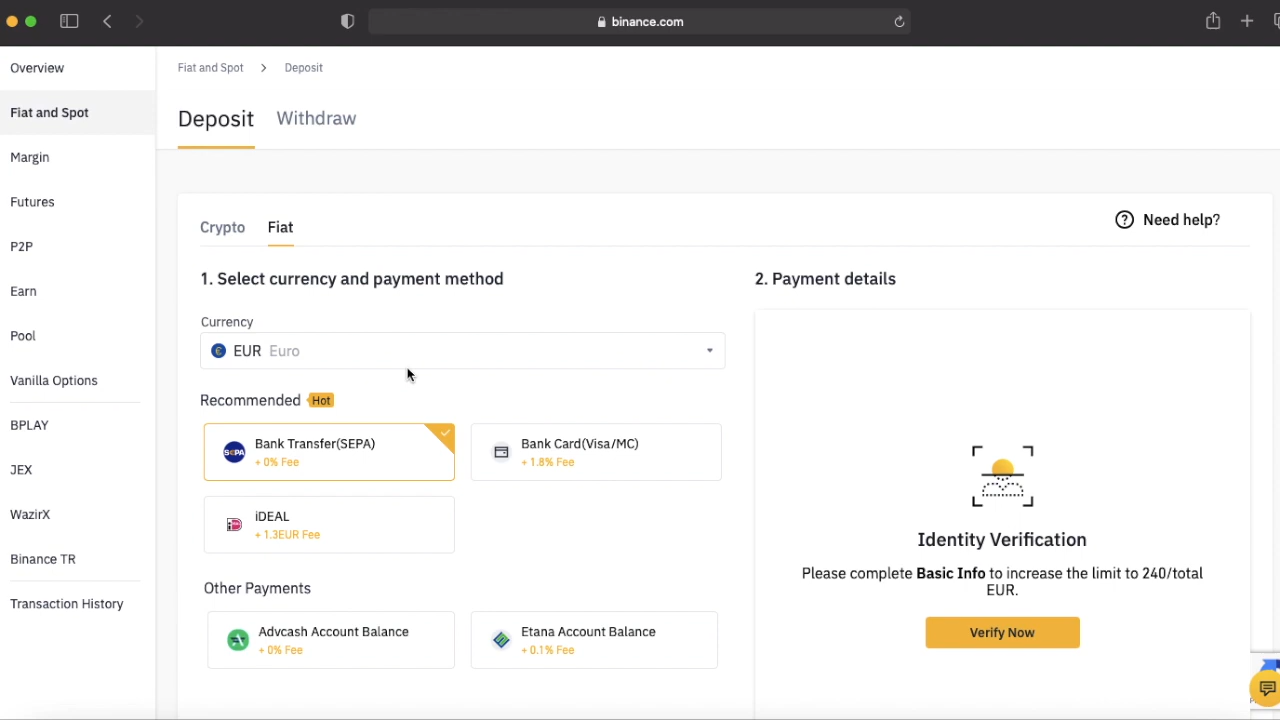 binance.com
Overview
Fiat and Spot
Margin
Futures
P2P
Earn
Pool
Vanilla Options
BPLAY
JEX
WazirX
Binance TR
Transaction History
Fiat and Spot > Deposit
Deposit Withdraw
Crypto Fiat
Need help?
1. Select currency and payment method
Currency
EUR Euro
Recommended Hot
SEPA
Bank Transfer(SEPA)
+ 0% Fee
Bank Card(Visa/MC)
+ 1.8% Fee
iDEAL
+ 1.3EUR Fee
Other Payments
Advcash Account Balance
+ 0% Fee
Etana Account Balance
+ 0.1% Fee
2. Payment details
Identity Verification
Please complete Basic Info to increase the limit to 240/total
EUR.
Verify Now